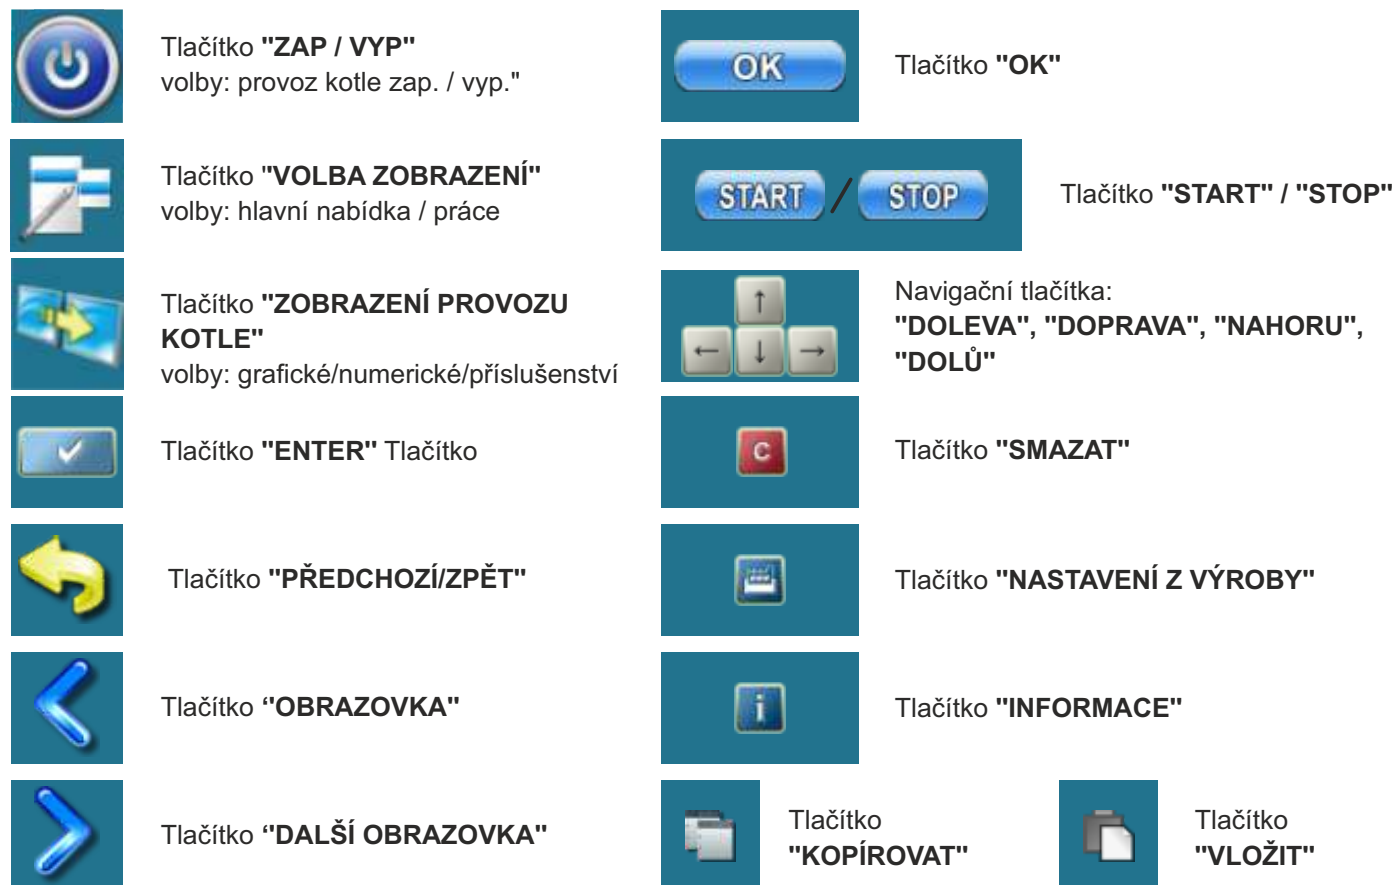 Tlačítko "ZAP / VYP"
volby: provoz kotle zap. / vyp."
Tlačítko "VOLBA ZOBRAZENÍ"
volby: hlavní nabídka / práce
Tlačítko "ZOBRAZENÍ PROVOZU
KOTLE"
volby: grafické/numerické/příslušenství
Tlačítko "ENTER" Tlačítko
Tlačítko "PŘEDCHOZÍ/ZPĚT"
Tlačítko ‘'OBRAZOVKA"
Tlačítko ‘'DALŠÍ OBRAZOVKA"
OK
Tlačítko "OK"
START / STOP
Tlačítko "START" / "STOP"
↑
← ↓ →
Navigační tlačítka:
"DOLEVA", "DOPRAVA", "NAHORU",
"DOLŮ"
C
Tlačítko "SMAZAT"
Tlačítko "NASTAVENÍ Z VÝROBY"
i
Tlačítko "INFORMACE"
Tlačítko
"KOPÍROVAT"
Tlačítko
"VLOŽIT"